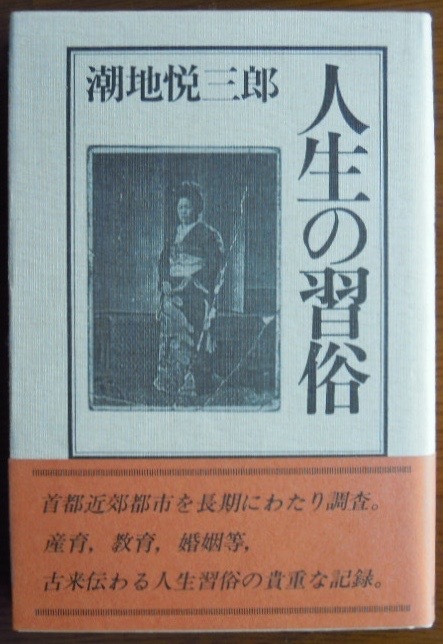 人生の習俗
潮地悦三郎
首都近郊都市を長期にわたり調査。
産育，教育，婚姻等，
古来伝わる人生習俗の貴重な記録。